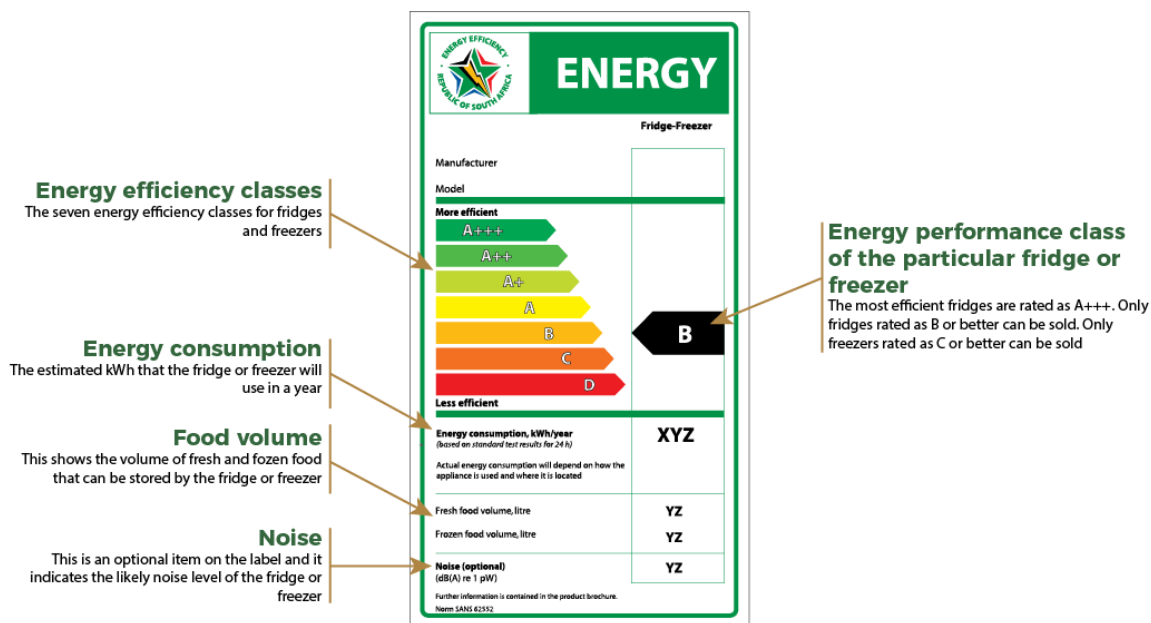 ENERGY EFFICIENCY
REPUBLIC OF SOUTH AFRICA
ENERGY
Fridge-Freezer
Manufacturer
Model
More efficient
A+++
A++
A+
A
B
C
D
B
Less efficient
Energy consumption, kWh/year
(based on standard test results for 24 h)
XYZ
Actual energy consumption will depend on how the
appliance is used and where it is located
Fresh food volume, litre
YZ
Frozen food volume, litre
YZ
Noise (optional)
(dB(A) re 1 pW)
YZ
Further information is contained in the product brochure.
Norm SANS 62552
Energy efficiency classes
The seven energy efficiency classes for fridges
and freezers
Energy consumption
The estimated kWh that the fridge or freezer will
use in a year
Food volume
This shows the volume of fresh and fozen food
that can be stored by the fridge or freezer
Noise
This is an optional item on the label and it
indicates the likely noise level of the fridge or
freezer
Energy performance class
of the particular fridge or
freezer
The most efficient fridges are rated as A+++. Only
fridges rated as B or better can be sold. Only
freezers rated as C or better can be sold